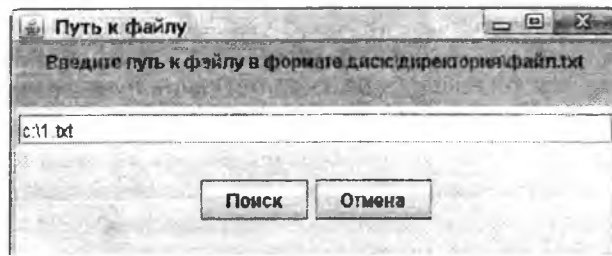 Путь к файлу
Введите путь к файлу в формате диск\директория\файл.txt
c:\1.txt
Поиск Отмена